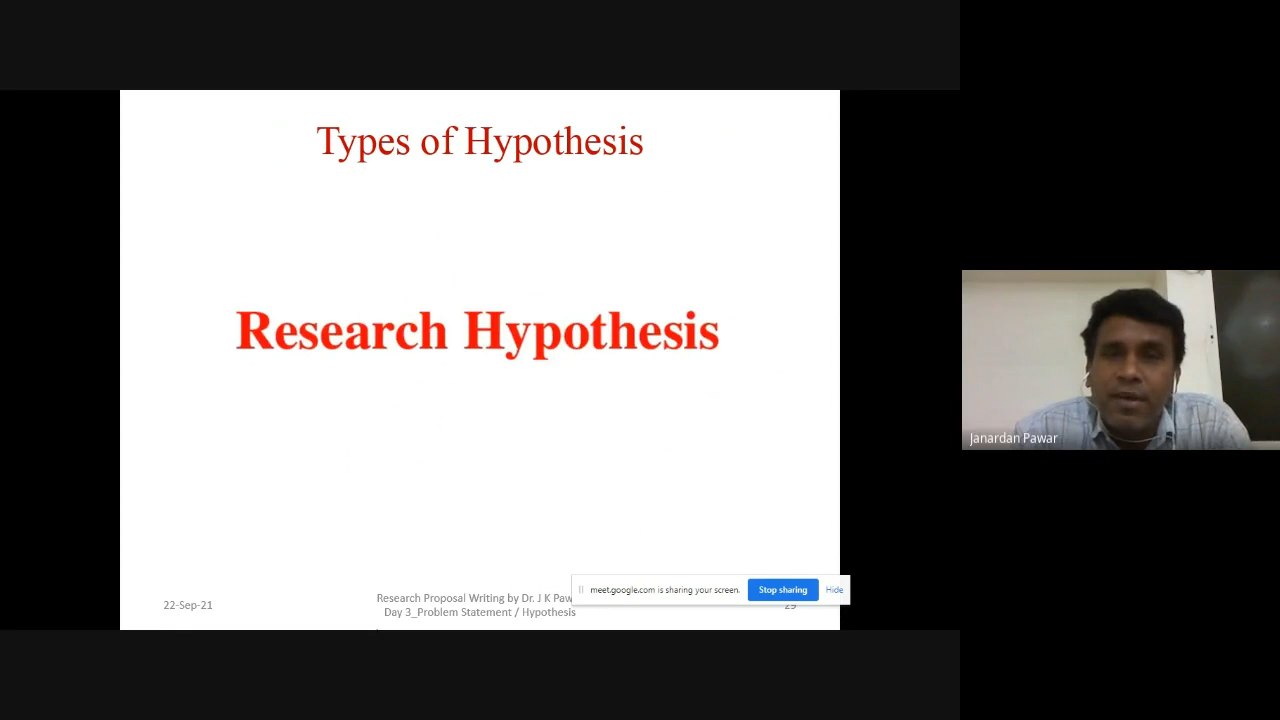 Types of Hypothesis
Research Hypothesis
22-Sep-21
Research Proposal Writing by Dr. J K
Day 3_Problem Statement / Hypothesis
29
meet.google.com is sharing your screen.
Stop sharing
Hide
Janardan Pawar